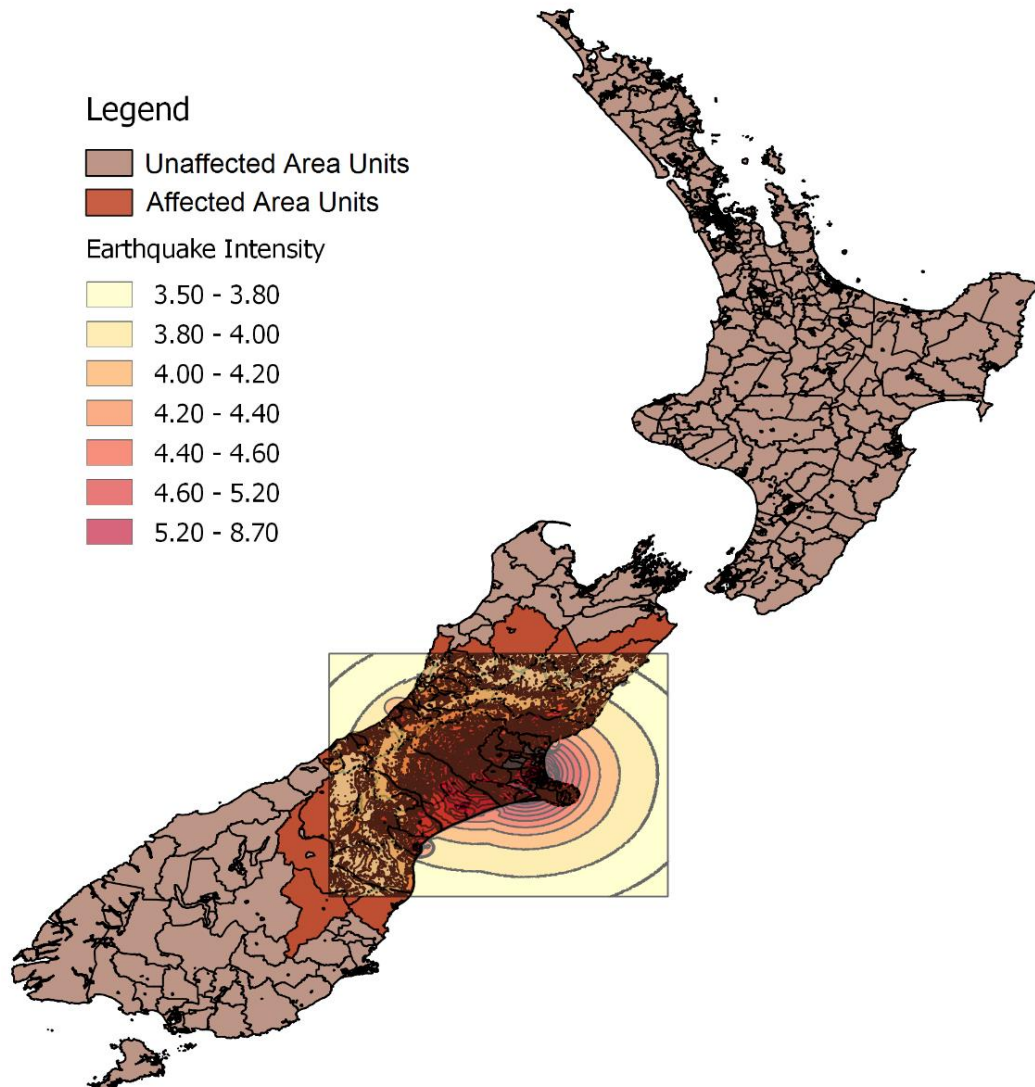 Legend
Unaffected Area Units
Affected Area Units
Earthquake Intensity
3.50 - 3.80
3.80 - 4.00
4.00 - 4.20
4.20 - 4.40
4.40 - 4.60
4.60 - 5.20
5.20 - 8.70